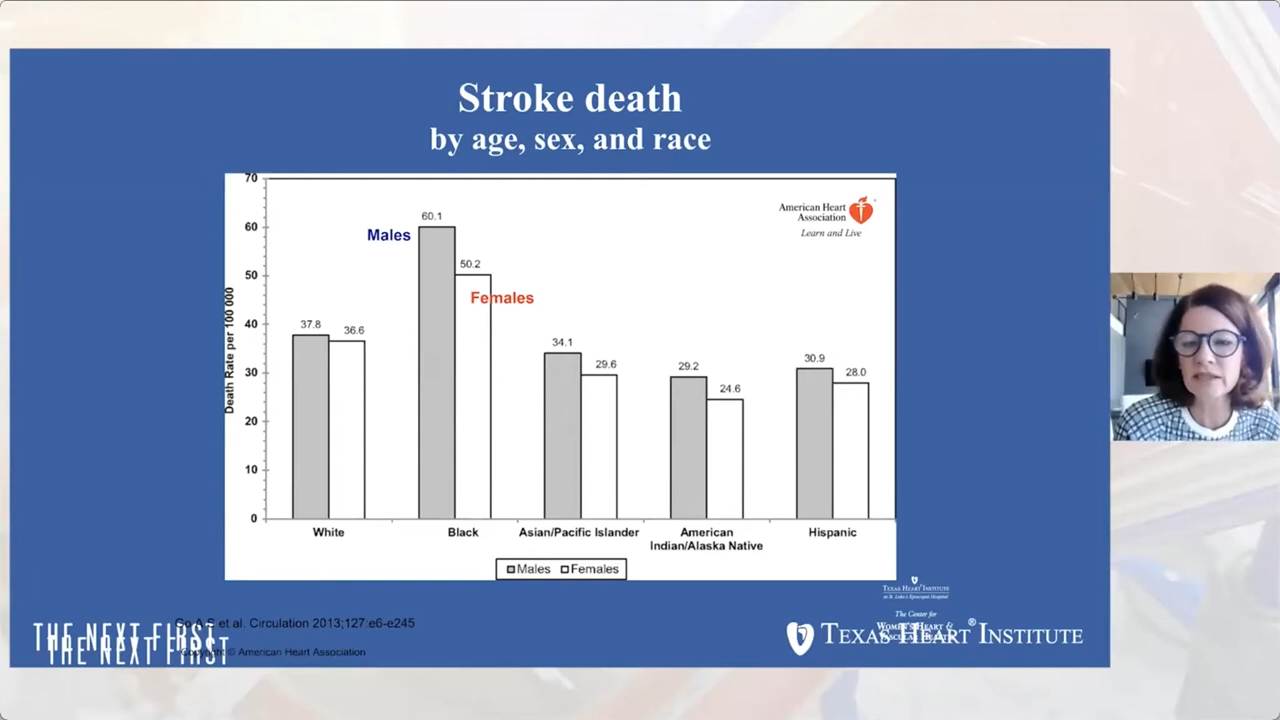 Stroke death
by age, sex, and race
70
60
50
40
30
20
10
0
Death Rate per 100 000
American Heart
Association
Learn and Live
Males
Females
37.8
36.6
60.1
50.2
34.1
29.6
29.2
24.6
30.9
28.0
White
Black
Asian/Pacific Islander
American
Indian/Alaska Native
Hispanic
Males Females
TEXAS HEART INSTITUTE
at St. Luke's Episcopal Hospital
The Center for
WOMEN'S HEART &
VASCULAR HEALTH
Go A S et al. Circulation 2013;127:e6-e245
Copyright © American Heart Association
THE NEXT FIRST
THE NEXT FIRST
TEXAS HEART® INSTITUTE